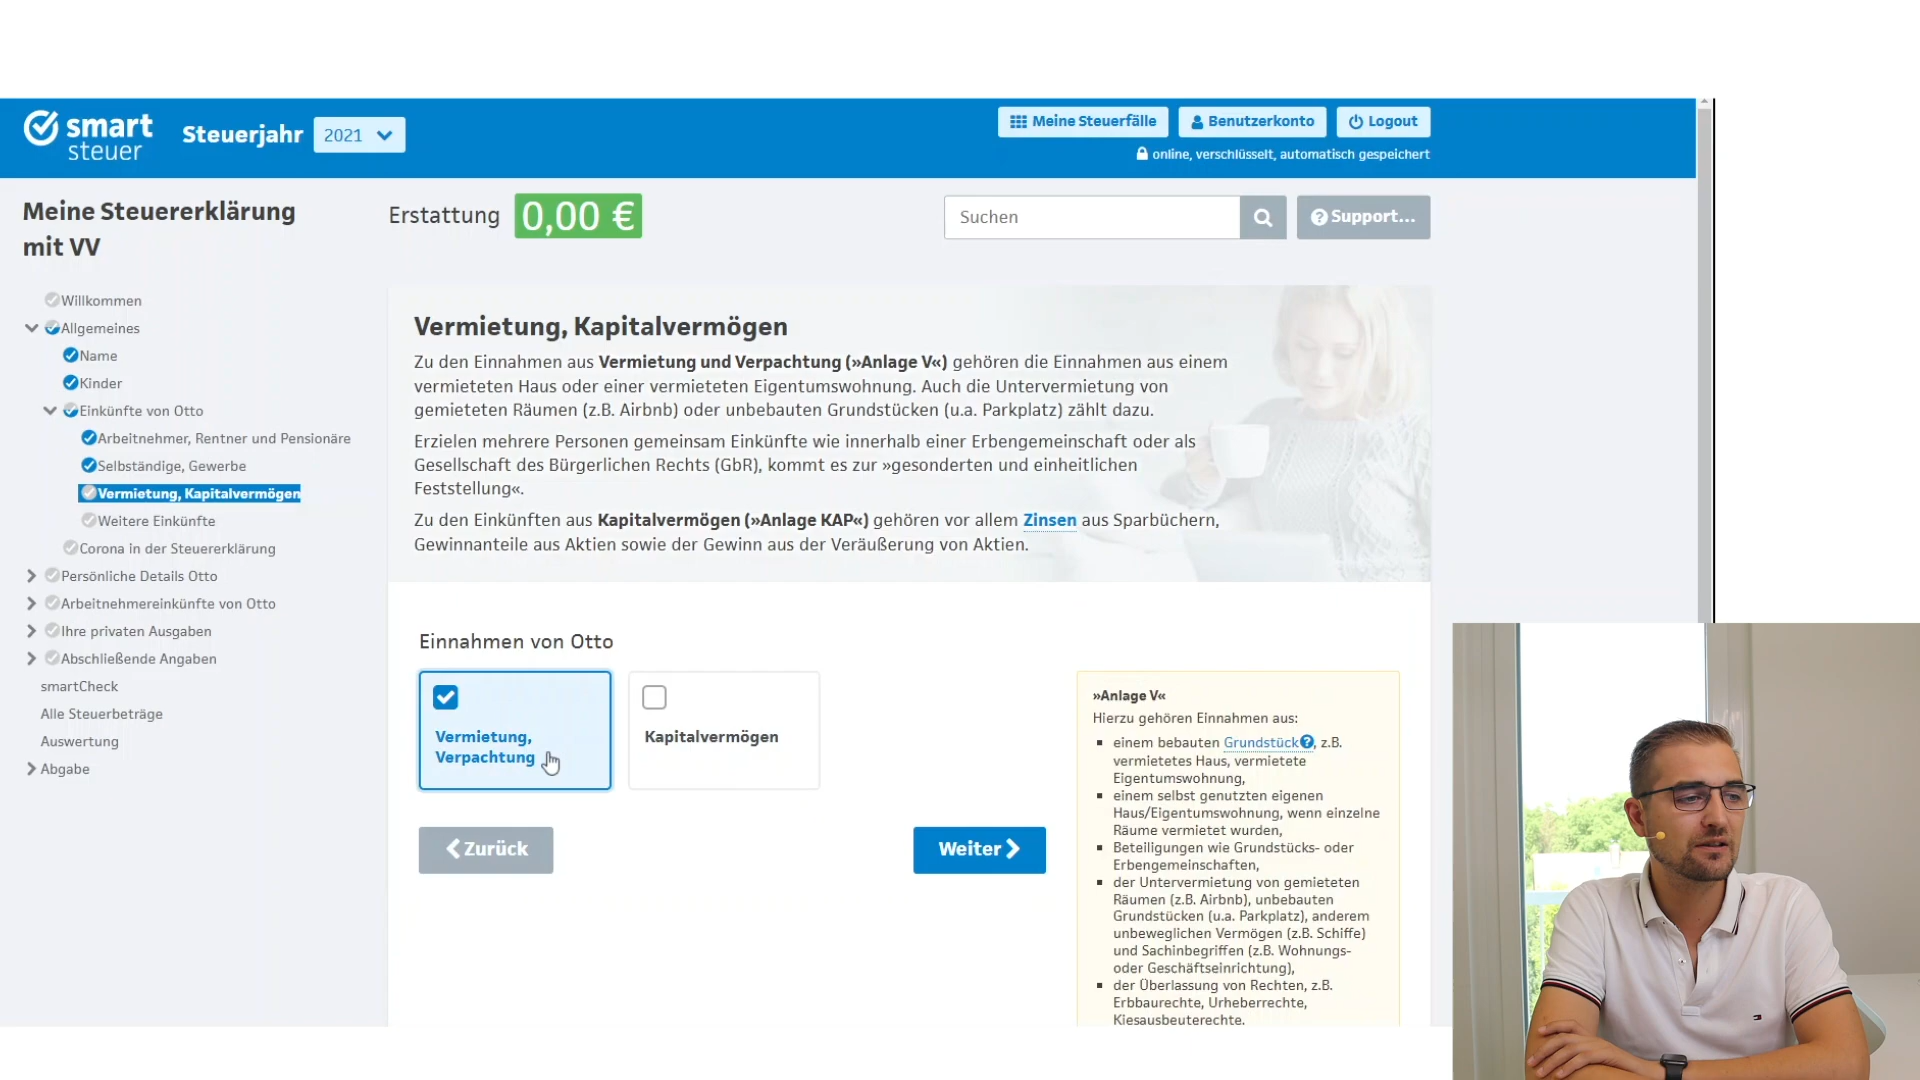 smart
steuer
Steuerjahr
2021
Meine Steuerfälle
Benutzerkonto
Logout
online, verschlüsselt, automatisch gespeichert
Meine Steuererklärung
mit VV
Erstattung
0,00 €
Suchen
Support...
Willkommen
Allgemeines
Name
Kinder
Einkünfte von Otto
Arbeitnehmer, Rentner und Pensionäre
Selbständige, Gewerbe
Vermietung, Kapitalvermögen
Weitere Einkünfte
Corona in der Steuererklärung
Persönliche Details Otto
Arbeitnehmereinkünfte von Otto
Ihre privaten Ausgaben
Abschließende Angaben
smartCheck
Alle Steuerbeträge
Auswertung
Abgabe
Vermietung, Kapitalvermögen
Zu den Einnahmen aus Vermietung und Verpachtung (»Anlage V«) gehören die Einnahmen aus einem
vermieteten Haus oder einer vermieteten Eigentumswohnung. Auch die Untervermietung von
gemieteten Räumen (z.B. Airbnb) oder unbebauten Grundstücken (u.a. Parkplatz) zählt dazu.
Erzielen mehrere Personen gemeinsam Einkünfte wie innerhalb einer Erbengemeinschaft oder als
Gesellschaft des Bürgerlichen Rechts (GbR), kommt es zur »gesonderten und einheitlichen
Feststellung«.
Zu den Einkünften aus Kapitalvermögen (»Anlage KAP«) gehören vor allem Zinsen aus Sparbüchern,
Gewinnanteile aus Aktien sowie der Gewinn aus der Veräußerung von Aktien.
Einnahmen von Otto
Vermietung,
Verpachtung
Kapitalvermögen
Zurück
Weiter
»Anlage V«
Hierzu gehören Einnahmen aus:
einem bebauten Grundstück, z.B.
vermietetes Haus, vermietete
Eigentumswohnung,
einem selbst genutzten eigenen
Haus/Eigentumswohnung, wenn einzelne
Räume vermietet wurden,
Beteiligungen wie Grundstücks- oder
Erbengemeinschaften,
der Untervermietung von gemieteten
Räumen (z.B. Airbnb), unbebauten
Grundstücken (u.a. Parkplatz), anderem
unbeweglichen Vermögen (z.B. Schiffe)
und Sachinbegriffen (z.B. Wohnungs-
oder Geschäftseinrichtung),
der Überlassung von Rechten, z.B.
Erbbaurechte, Urheberrechte,
Kiesausbeuterechte.